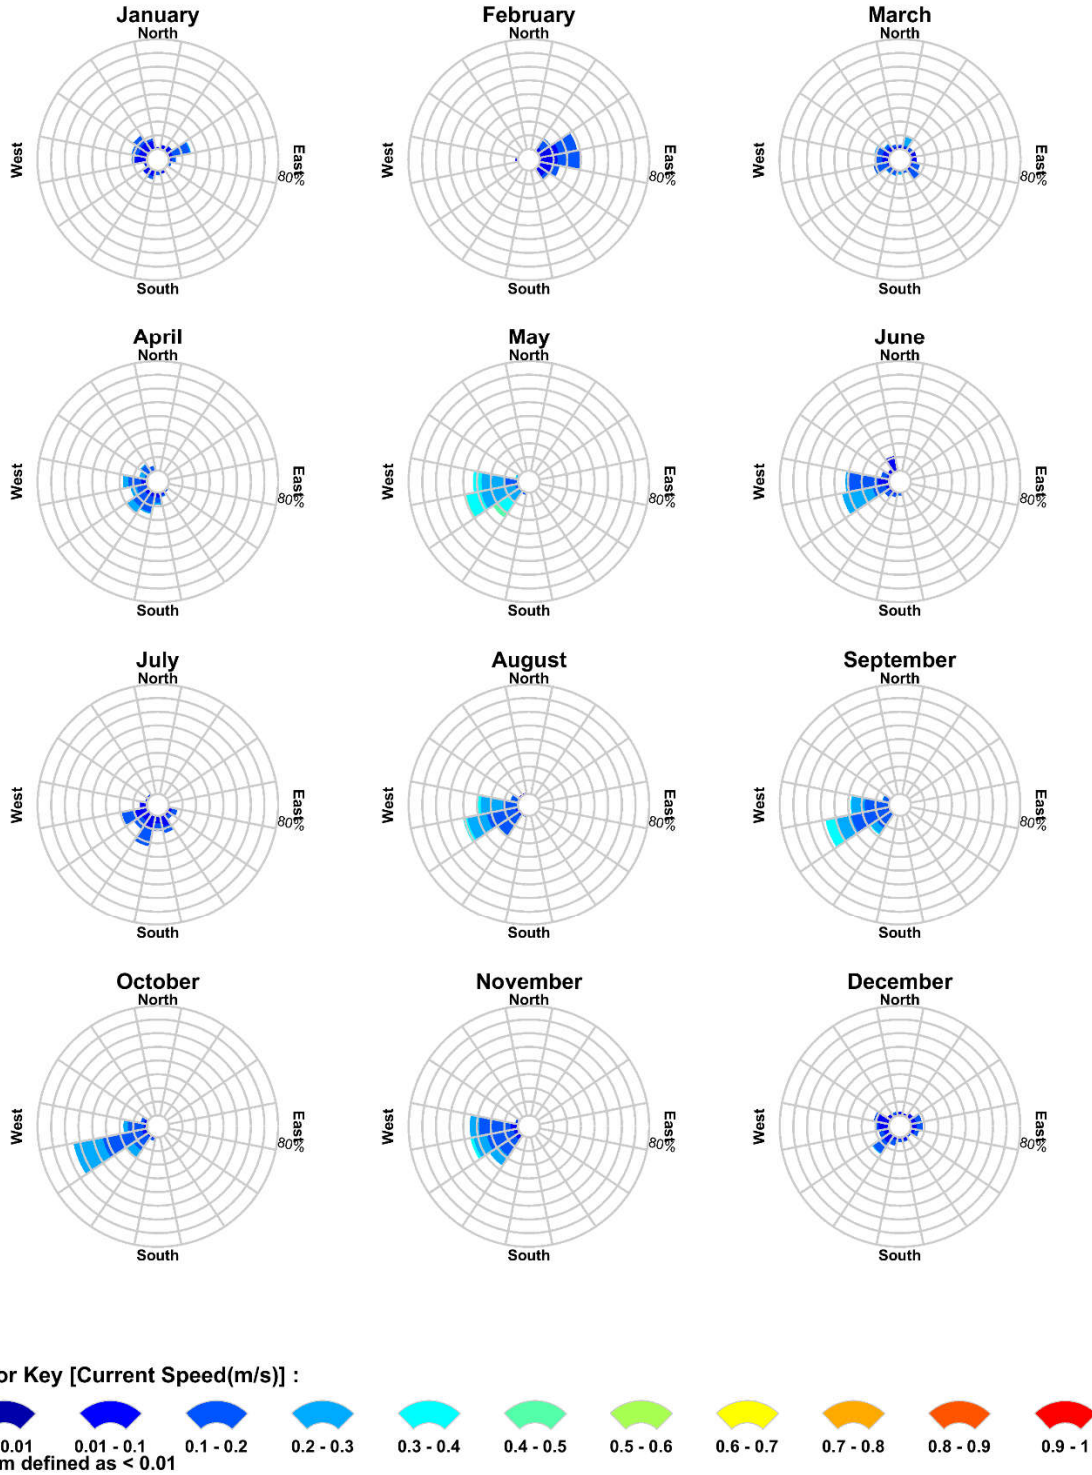 January February March
North North North
West East 80% West East 80% West East 80%
South South South
April May June
North North North
West East 80% West East 80% West East 80%
South South South
July August September
North North North
West East 80% West East 80% West East 80%
South South South
October November December
North North North
West East 80% West East 80% West East 80%
South South South
or Key [Current Speed(m/s)] :
0.01 0.01 - 0.1 0.1 - 0.2 0.2 - 0.3 0.3 - 0.4 0.4 - 0.5 0.5 - 0.6 0.6 - 0.7 0.7 - 0.8 0.8 - 0.9 0.9 - 1
m defined as < 0.01